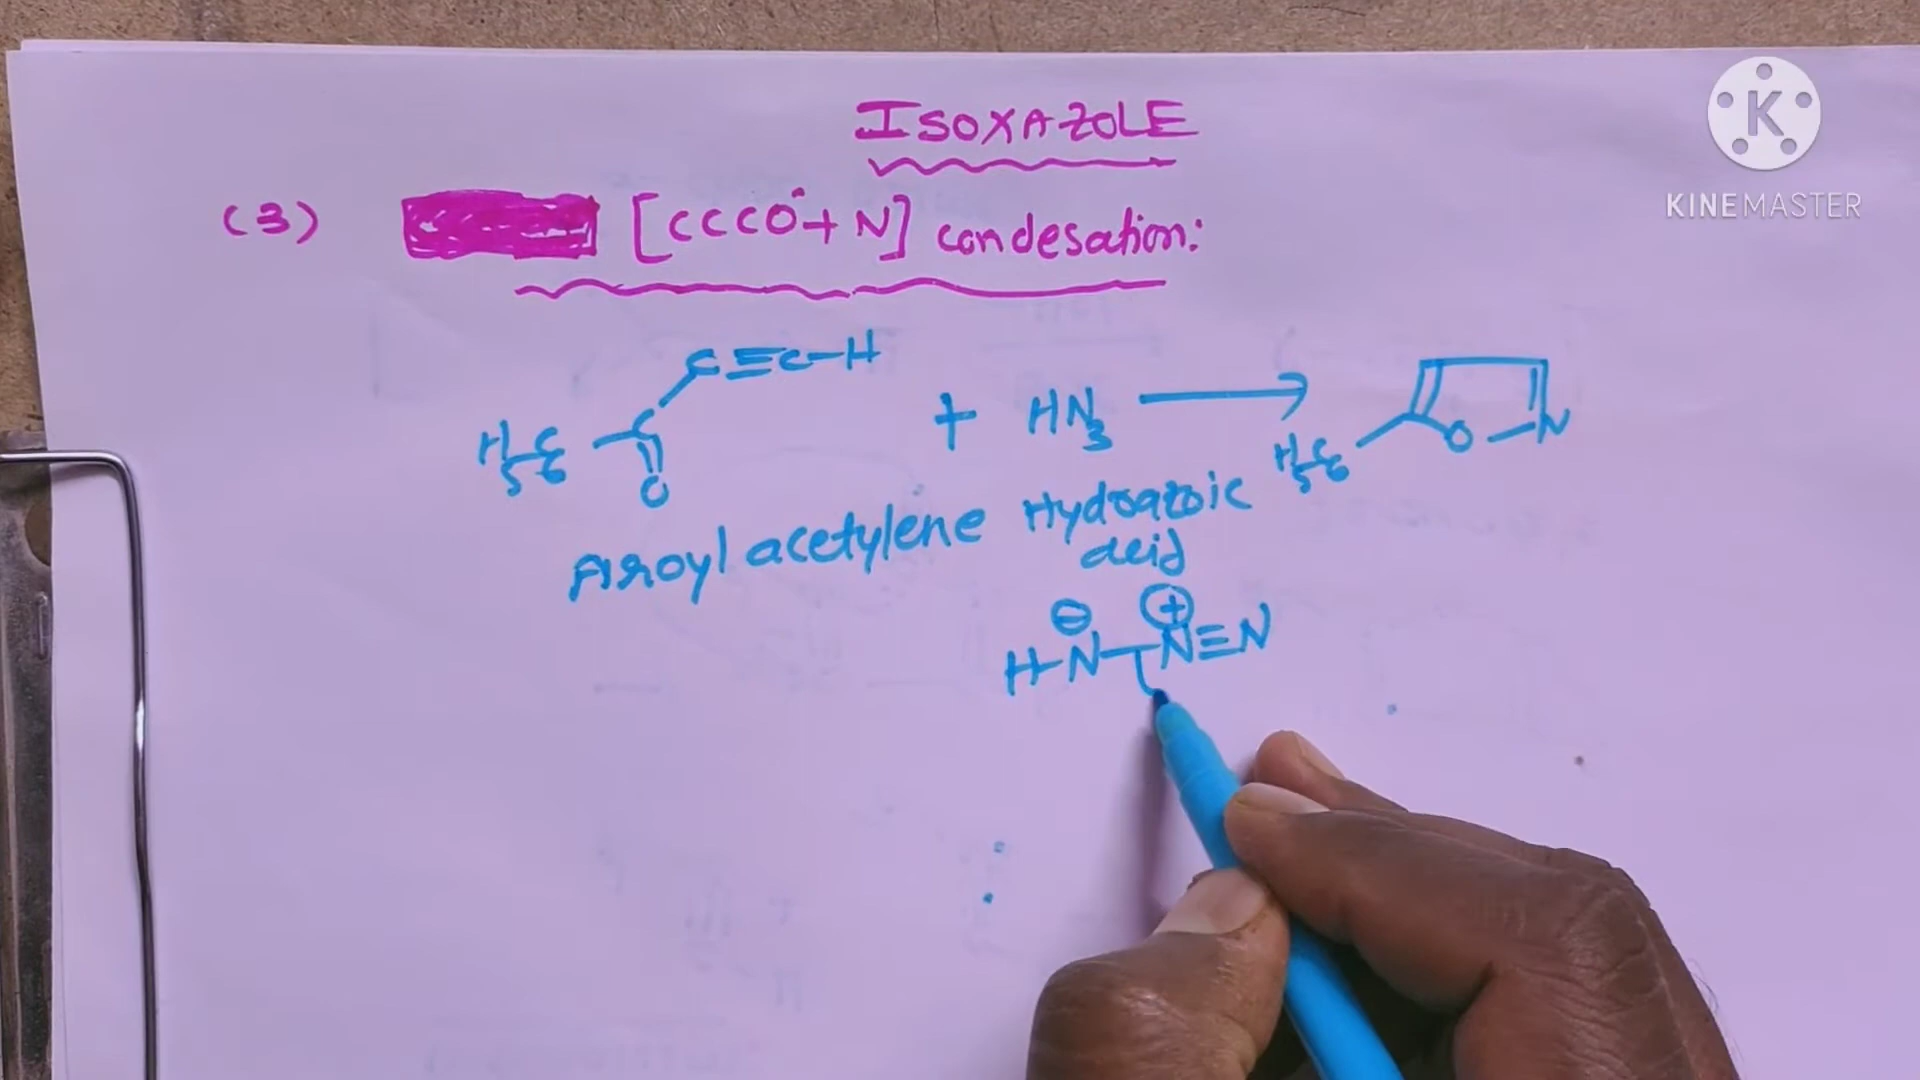 ISOXAZOLE
(3) [CCCO+N] condesation:
C≡C-H
H5C6 C + HN3 → H5C6 O N
O
Aroyl acetylene Hydrazoic
acid
⊖ ⊕
H-N-N≡N
K
KINEMASTER